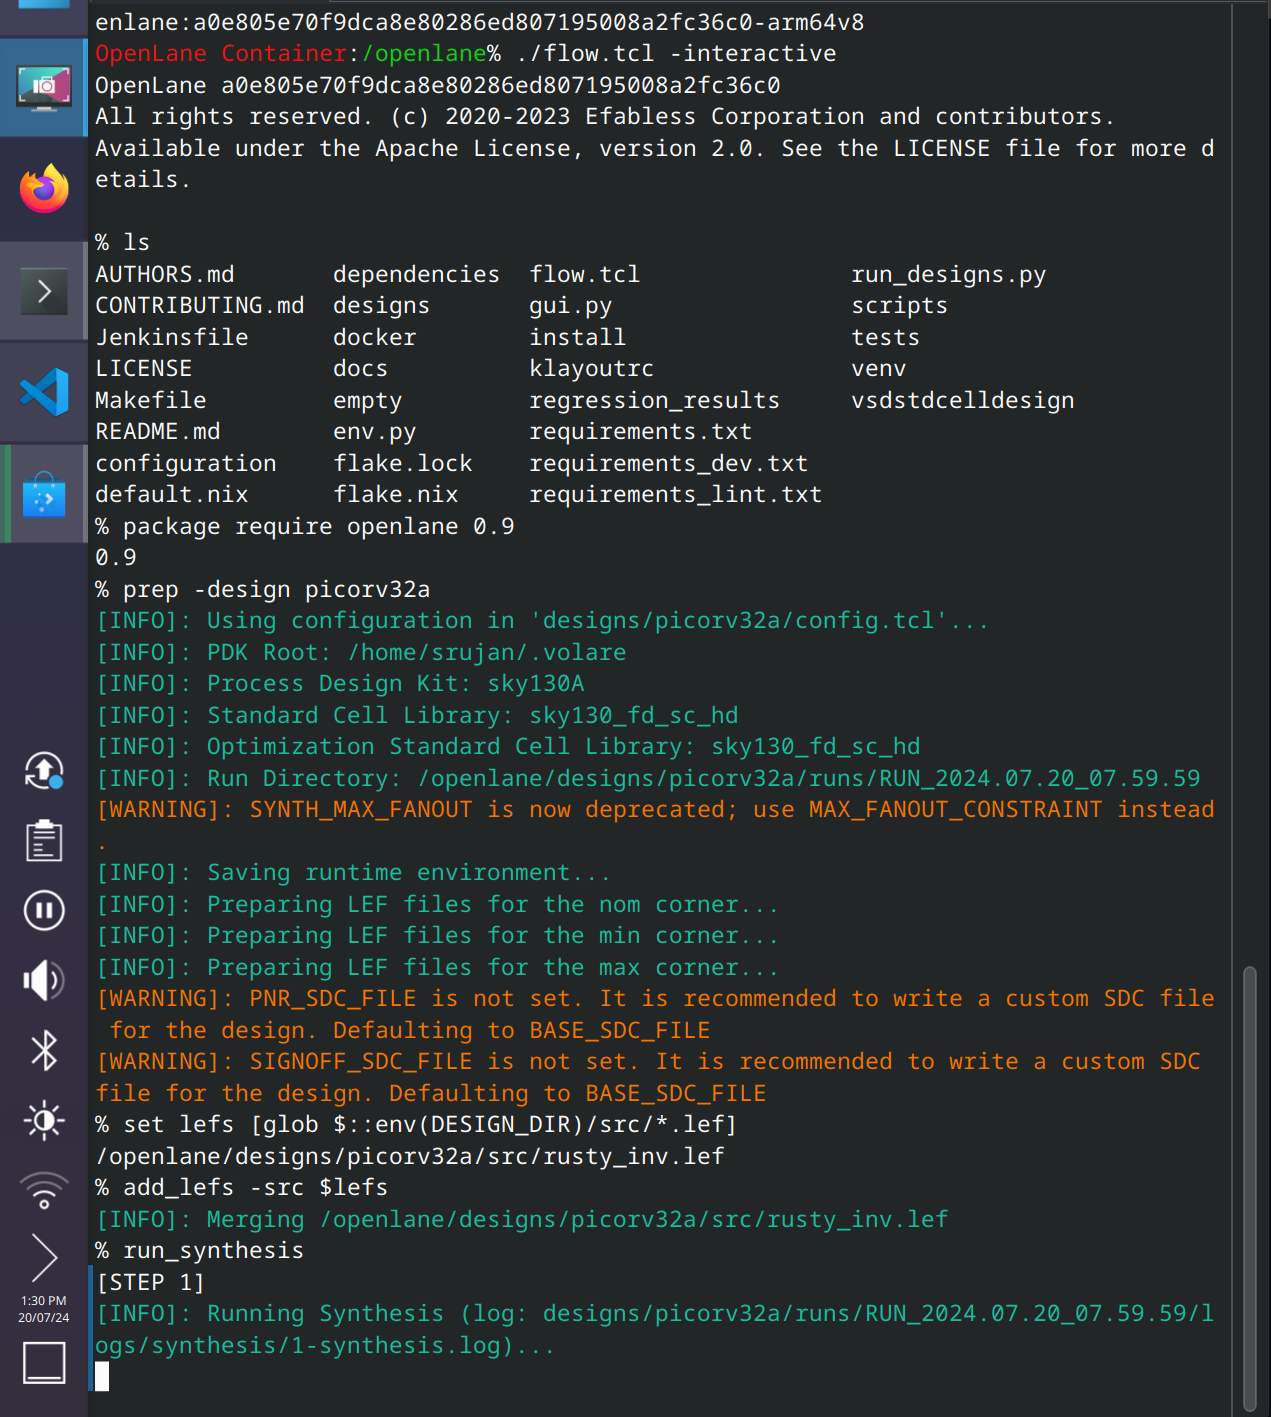 enlane:a0e805e70f9dca8e80286ed807195008a2fc36c0-arm64v8
OpenLane Container:/openlane% ./flow.tcl -interactive
OpenLane a0e805e70f9dca8e80286ed807195008a2fc36c0
All rights reserved. (c) 2020-2023 Efabless Corporation and contributors.
Available under the Apache License, version 2.0. See the LICENSE file for more d
etails.
% ls
AUTHORS.md dependencies flow.tcl run_designs.py
CONTRIBUTING.md designs gui.py scripts
Jenkinsfile docker install tests
LICENSE docs klayoutrc venv
Makefile empty regression_results vsdstdcelldesign
README.md env.py requirements.txt
configuration flake.lock requirements_dev.txt
default.nix flake.nix requirements_lint.txt
% package require openlane 0.9
0.9
% prep -design picorv32a
[INFO]: Using configuration in 'designs/picorv32a/config.tcl'...
[INFO]: PDK Root: /home/srujan/.volare
[INFO]: Process Design Kit: sky130A
[INFO]: Standard Cell Library: sky130_fd_sc_hd
[INFO]: Optimization Standard Cell Library: sky130_fd_sc_hd
[INFO]: Run Directory: /openlane/designs/picorv32a/runs/RUN_2024.07.20_07.59.59
[WARNING]: SYNTH_MAX_FANOUT is now deprecated; use MAX_FANOUT_CONSTRAINT instead
.
[INFO]: Saving runtime environment...
[INFO]: Preparing LEF files for the nom corner...
[INFO]: Preparing LEF files for the min corner...
[INFO]: Preparing LEF files for the max corner...
[WARNING]: PNR_SDC_FILE is not set. It is recommended to write a custom SDC file
 for the design. Defaulting to BASE_SDC_FILE
[WARNING]: SIGNOFF_SDC_FILE is not set. It is recommended to write a custom SDC
file for the design. Defaulting to BASE_SDC_FILE
% set lefs [glob $::env(DESIGN_DIR)/src/*.lef]
/openlane/designs/picorv32a/src/rusty_inv.lef
% add_lefs -src $lefs
[INFO]: Merging /openlane/designs/picorv32a/src/rusty_inv.lef
% run_synthesis
[STEP 1]
[INFO]: Running Synthesis (log: designs/picorv32a/runs/RUN_2024.07.20_07.59.59/l
ogs/synthesis/1-synthesis.log)...
1:30 PM
20/07/24